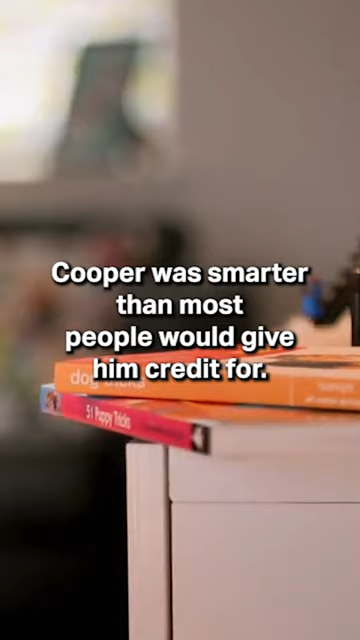 Cooper was smarter
than most
people would give
him credit for.
dog tricks
51 Puppy Tricks